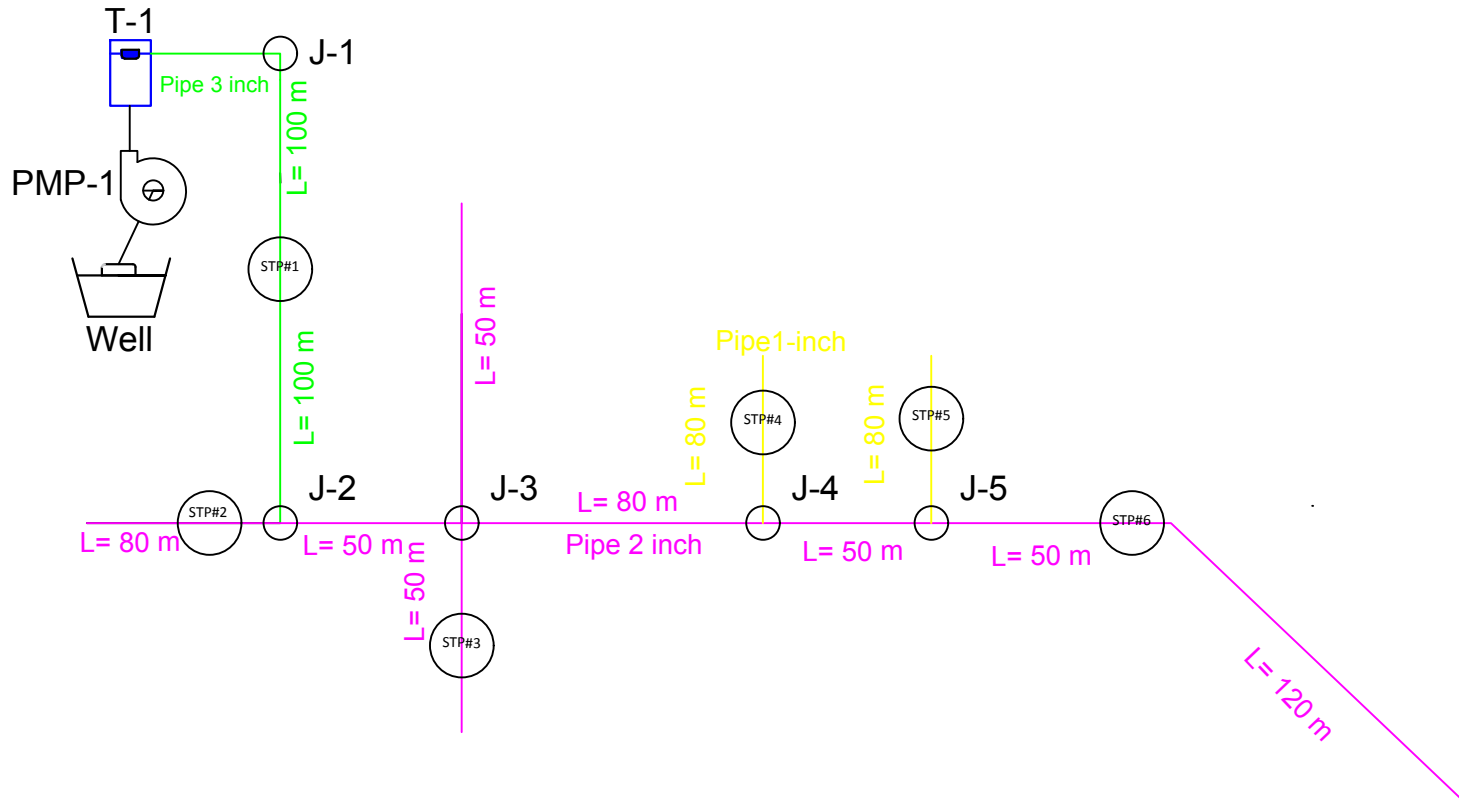 T-1
J-1
Pipe 3 inch
L= 100 m
PMP-1
STP#1
Well
L= 100 m
L= 50 m
Pipe1-inch
L= 80 m
STP#4
L= 80 m
STP#5
STP#2
J-2
J-3
L= 80 m
J-4
J-5
STP#6
L= 80 m
L= 50 m
Pipe 2 inch
L= 50 m
L= 50 m
L= 50 m
STP#3
L= 120 m